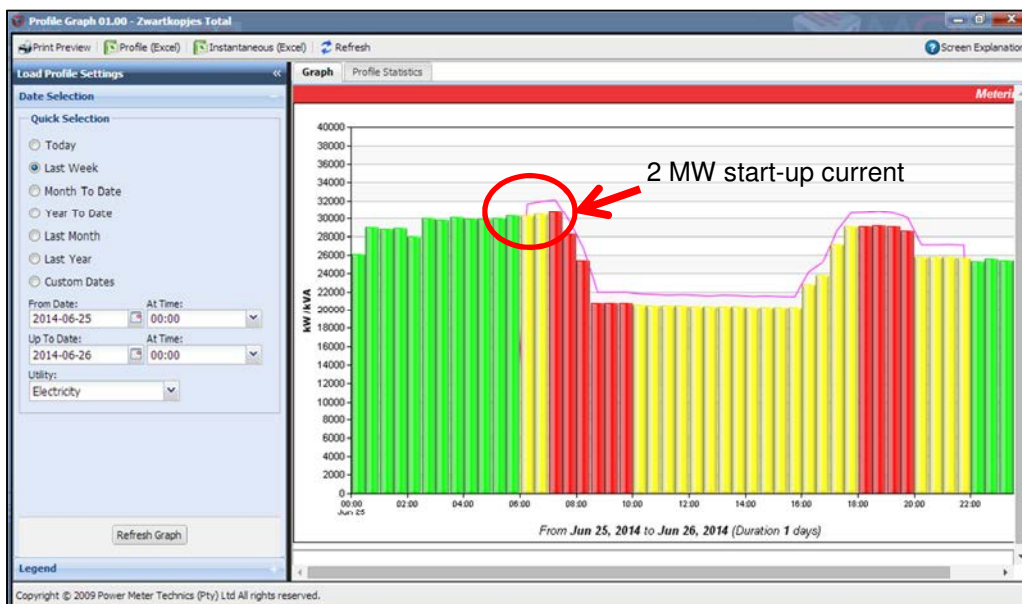 Profile Graph 01.00 - Zwartkopjes Total
Print Preview Profile (Excel) Instantaneous (Excel) Refresh Screen Explanation
Load Profile Settings «
Date Selection
Quick Selection
Today
Last Week
Month To Date
Year To Date
Last Month
Last Year
Custom Dates
From Date: At Time:
2014-06-25 00:00
Up To Date: At Time:
2014-06-26 00:00
Utility:
Electricity
Refresh Graph
Legend
Graph Profile Statistics
Meteri
2 MW start-up current
kW /kVA
40000
38000
36000
34000
32000
30000
28000
26000
24000
22000
20000
18000
16000
14000
12000
10000
8000
6000
4000
2000
0
00:00 02:00 04:00 06:00 08:00 10:00 12:00 14:00 16:00 18:00 20:00 22:00
Jun 25
From Jun 25, 2014 to Jun 26, 2014 (Duration 1 days)
Copyright © 2009 Power Meter Technics (Pty) Ltd All rights reserved.